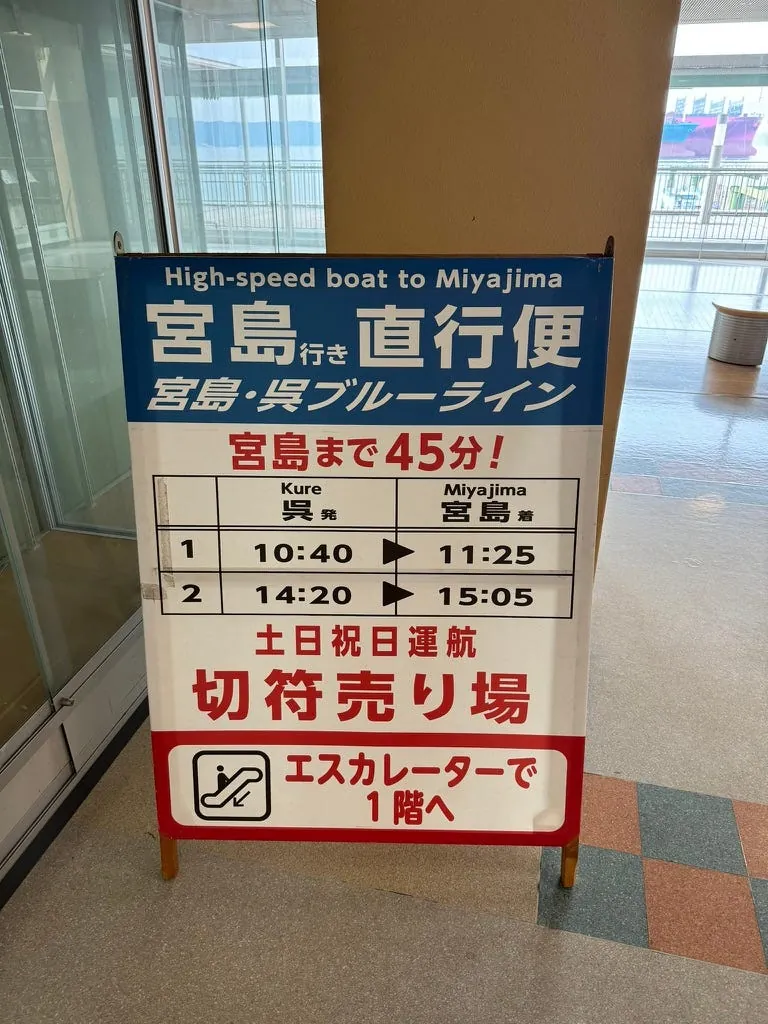 High-speed boat to Miyajima
宮島行き 直行便
宮島・呉ブルーライン
宮島まで45分!
Kure Miyajima
呉発 宮島着
1 10:40 ▶ 11:25
2 14:20 ▶ 15:05
土日祝日運航
切符売り場
エスカレーターで
1階へ